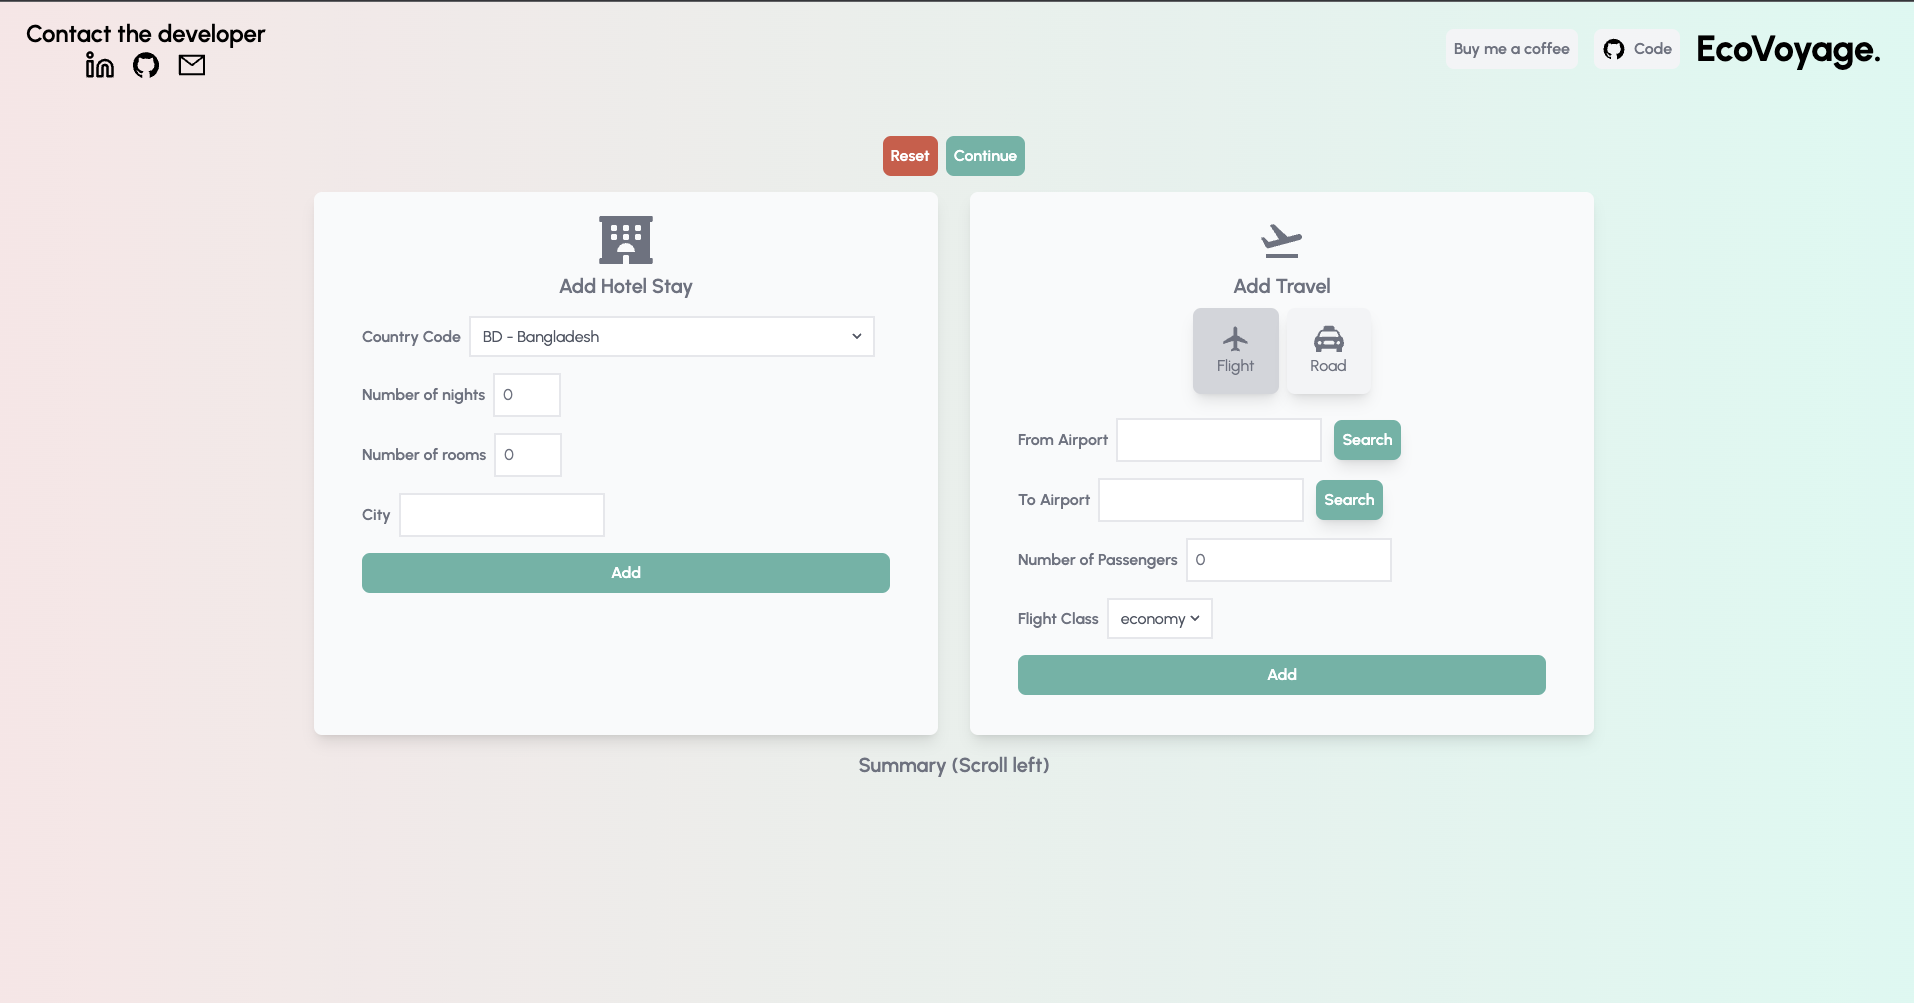 Contact the developer
Buy me a coffee
Code
EcoVoyage.
Reset
Continue
Add Hotel Stay
Country Code
BD - Bangladesh
Number of nights
0
Number of rooms
0
City
Add
Add Travel
Flight
Road
From Airport
Search
To Airport
Search
Number of Passengers
0
Flight Class
economy
Add
Summary (Scroll left)